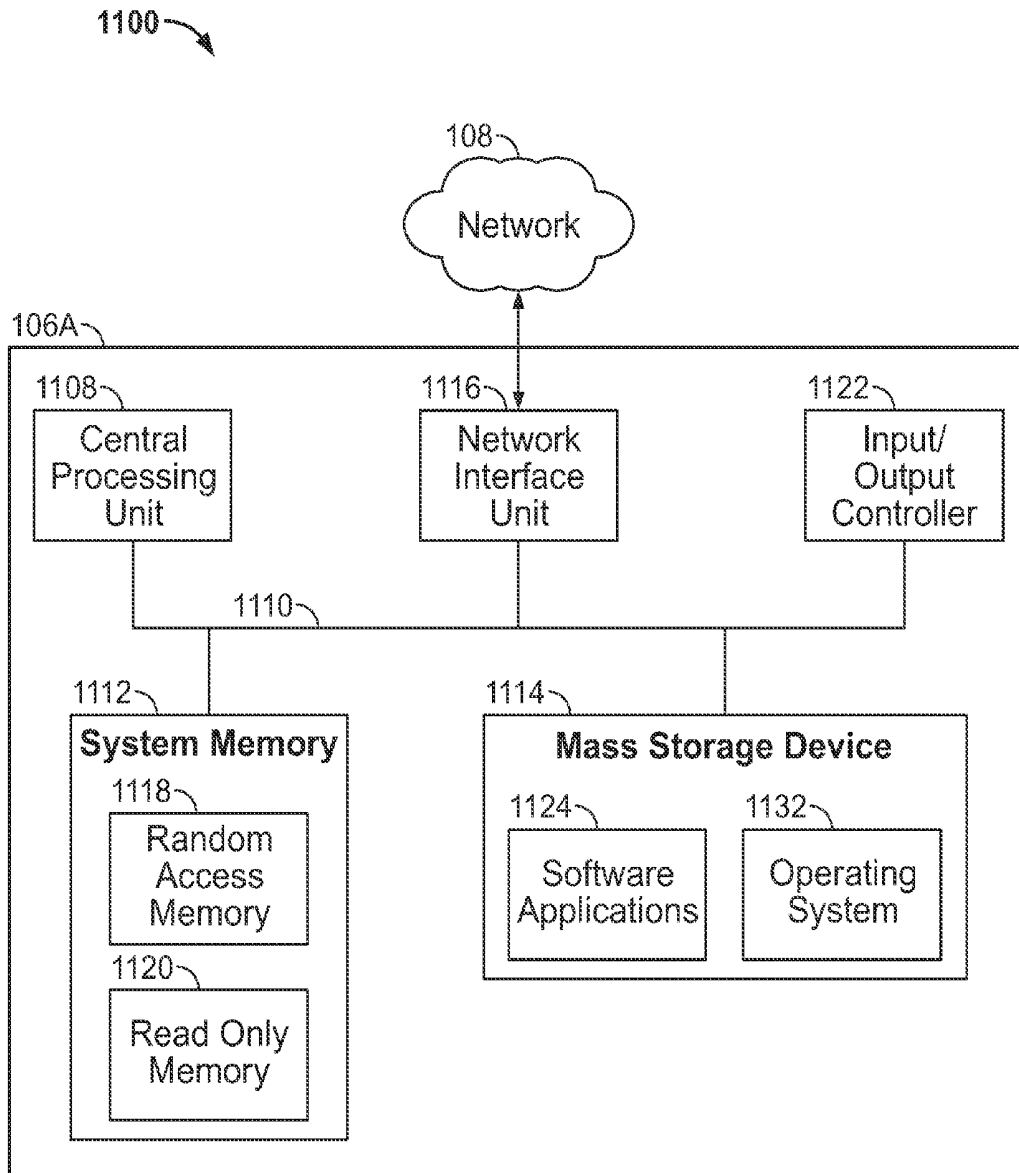 1100
108
Network
106A
1108
Central
Processing
Unit
1116
Network
Interface
Unit
1122
Input/
Output
Controller
1110
1112
System Memory
1118
Random
Access
Memory
1120
Read Only
Memory
1114
Mass Storage Device
1124
Software
Applications
1132
Operating
System